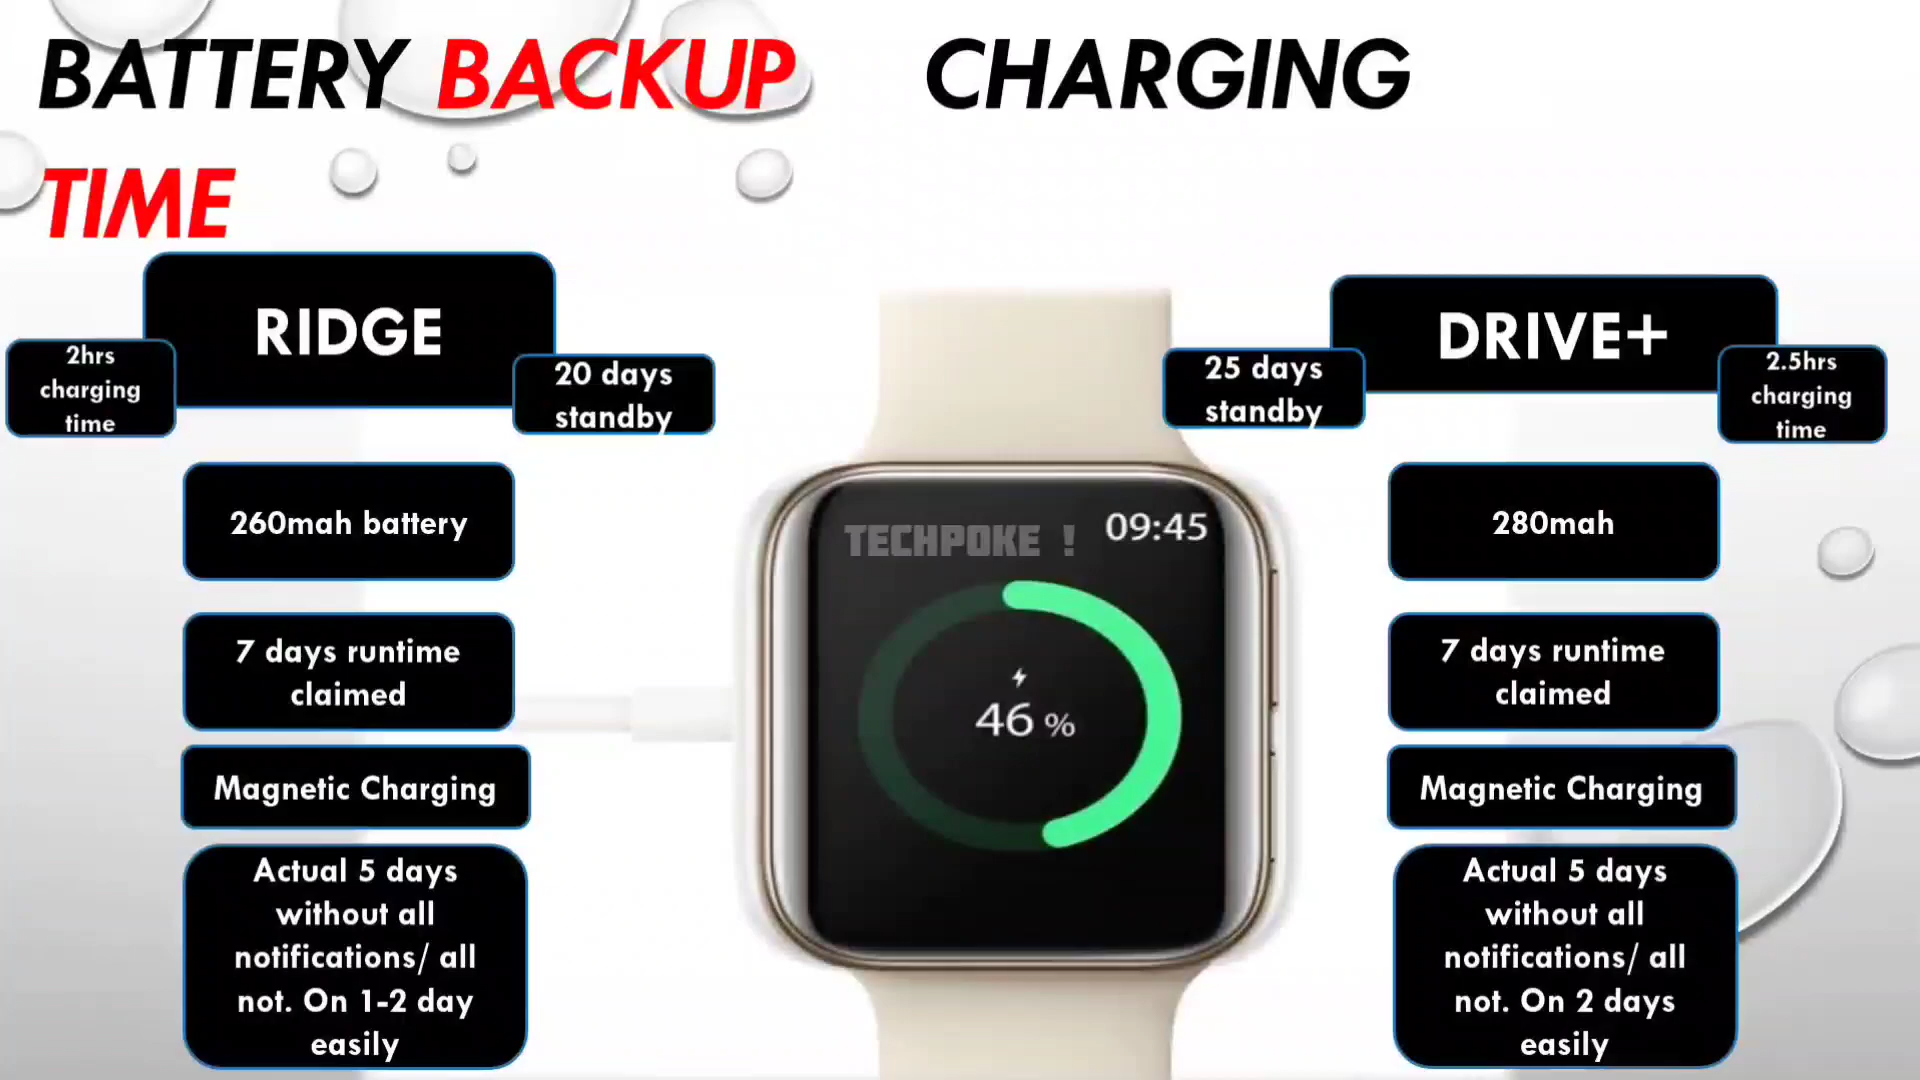 BATTERY BACKUP CHARGING
TIME
RIDGE
2hrs
charging
time
20 days
standby
260mah battery
7 days runtime
claimed
Magnetic Charging
Actual 5 days
without all
notifications/ all
not. On 1-2 day
easily
TECHPOKE !
09:45
46 %
DRIVE+
25 days
standby
2.5hrs
charging
time
280mah
7 days runtime
claimed
Magnetic Charging
Actual 5 days
without all
notifications/ all
not. On 2 days
easily